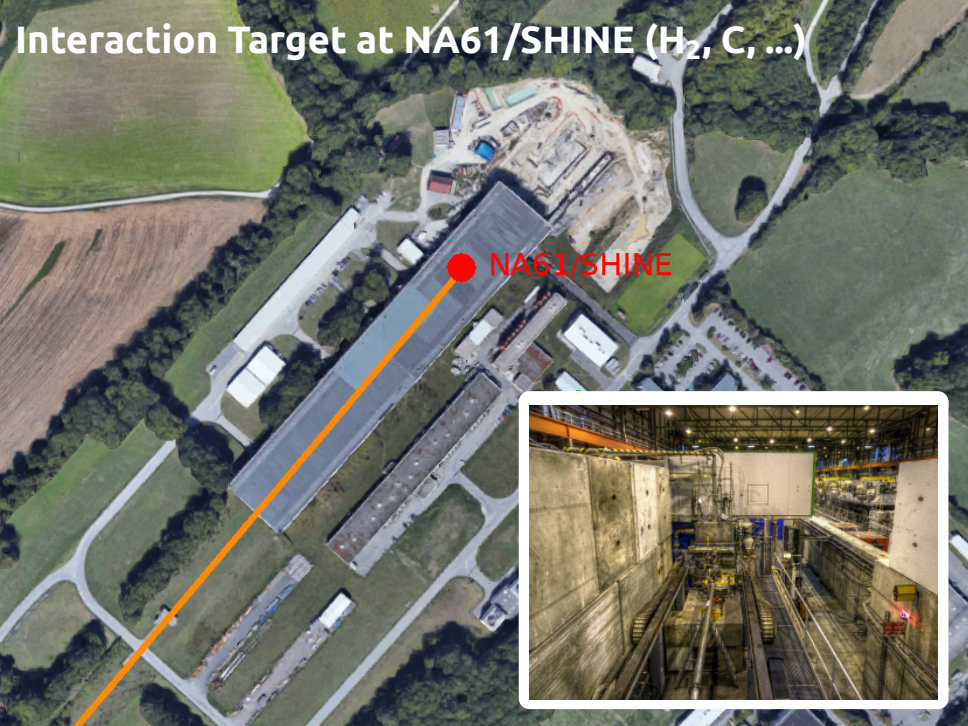 Interaction Target at NA61/SHINE (H₂, C, ...)
NA61/SHINE